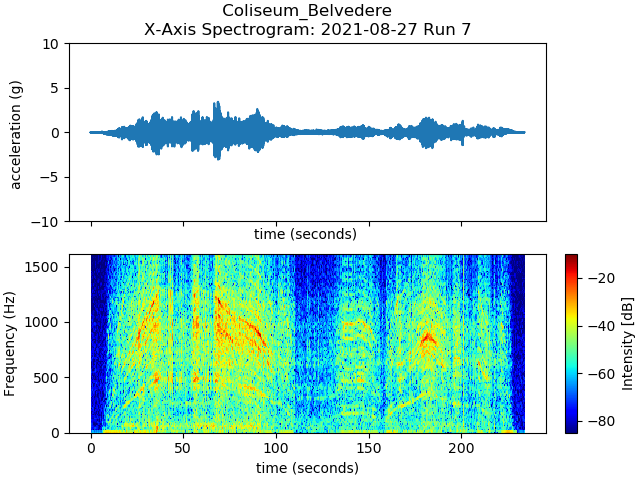 Coliseum_Belvedere
X-Axis Spectrogram: 2021-08-27 Run 7
10
5
0
−5
−10
acceleration (g)
time (seconds)
1500
1000
500
0
Frequency (Hz)
0 50 100 150 200
time (seconds)
−20
−40
−60
−80
Intensity [dB]